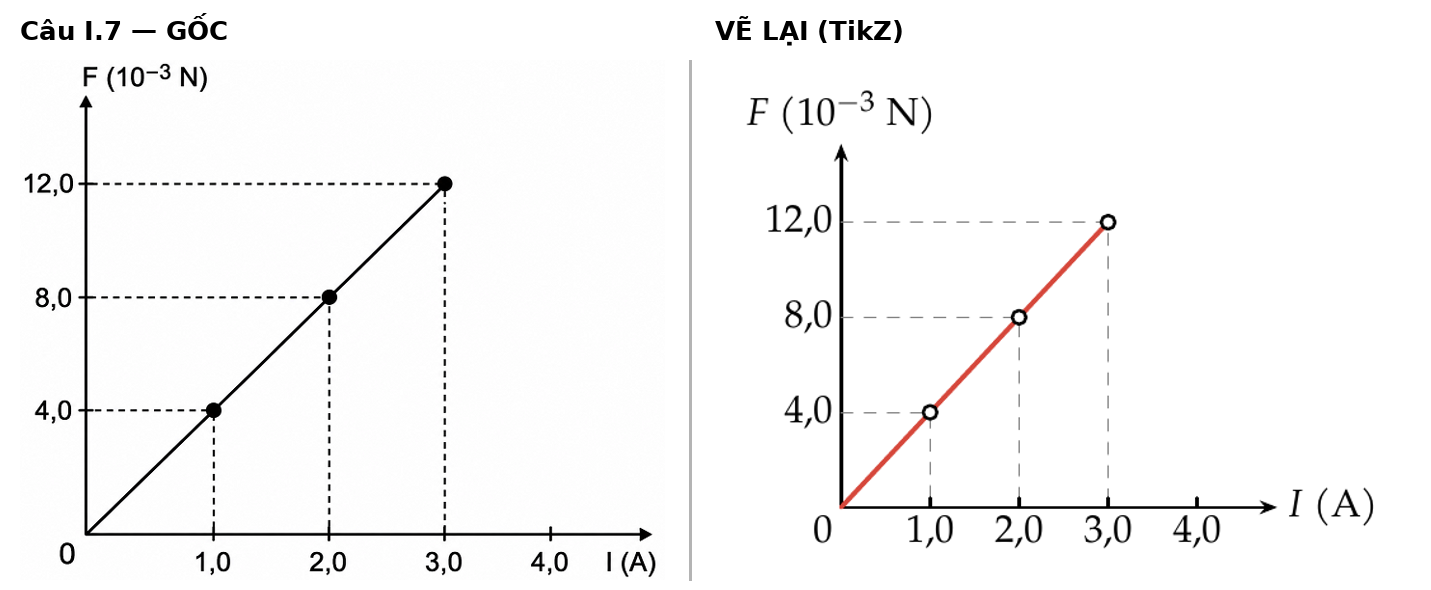 Câu I.7 — GỐC
F (10⁻³ N)
12,0
8,0
4,0
0
1,0 2,0 3,0 4,0 I (A)
VẼ LẠI (TikZ)
F (10⁻³ N)
12,0
8,0
4,0
I (A)
0 1,0 2,0 3,0 4,0